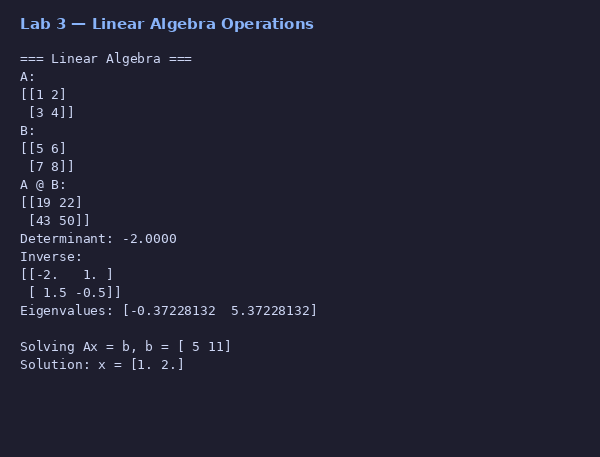 Lab 3 — Linear Algebra Operations
=== Linear Algebra ===
A:
[[1 2]
 [3 4]]
B:
[[5 6]
 [7 8]]
A @ B:
[[19 22]
 [43 50]]
Determinant: -2.0000
Inverse:
[[-2.   1. ]
 [ 1.5 -0.5]]
Eigenvalues: [-0.37228132  5.37228132]
Solving Ax = b, b = [ 5 11]
Solution: x = [1. 2.]